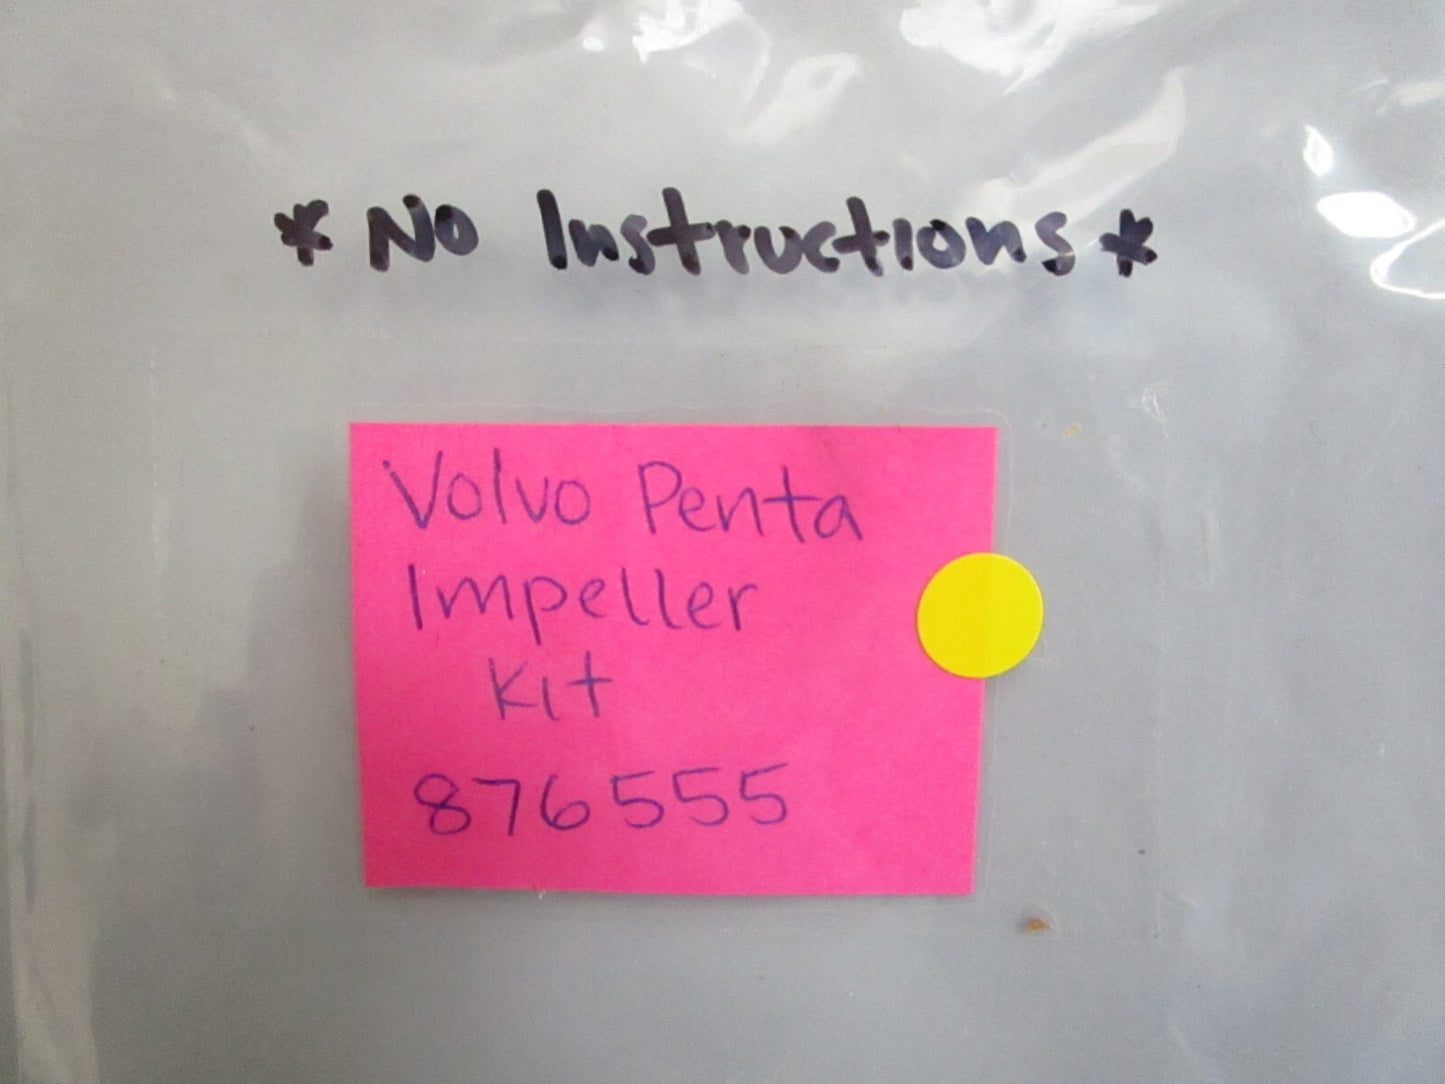 * No Instructions *
Volvo Penta
Impeller
Kit
876555